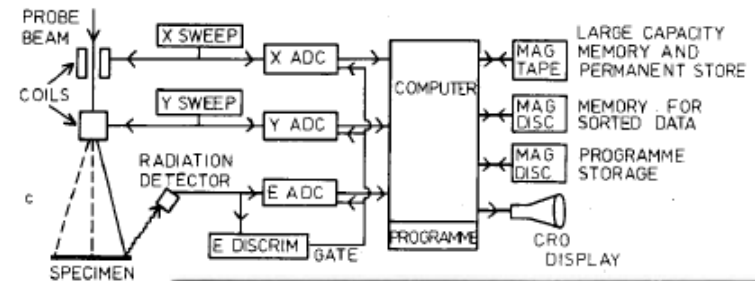 PROBE
BEAM
X SWEEP
X ADC
COILS
Y SWEEP
Y ADC
COMPUTER
MAG
TAPE
LARGE CAPACITY
MEMORY AND
PERMANENT STORE
MAG
DISC
MEMORY FOR
SORTED DATA
MAG
DISC
PROGRAMME
STORAGE
RADIATION
DETECTOR
c
E ADC
E DISCRIM
GATE
PROGRAMME
CRO
DISPLAY
SPECIMEN